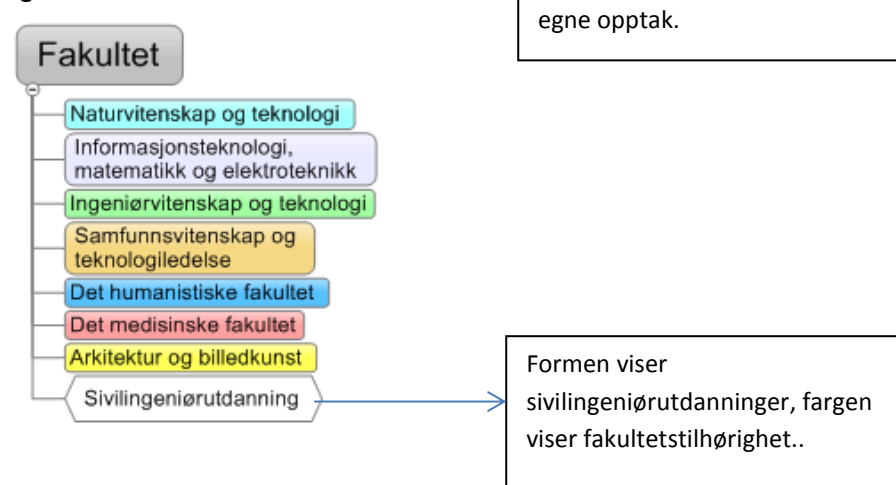 egne opptak.
Fakultet
Naturvitenskap og teknologi
Informasjonsteknologi,
matematikk og elektroteknikk
Ingeniørvitenskap og teknologi
Samfunnsvitenskap og
teknologiledelse
Det humanistiske fakultet
Det medisinske fakultet
Arkitektur og billedkunst
Sivilingeniørutdanning
Formen viser
sivilingeniørutdanninger, fargen
viser fakultetstilhørighet..